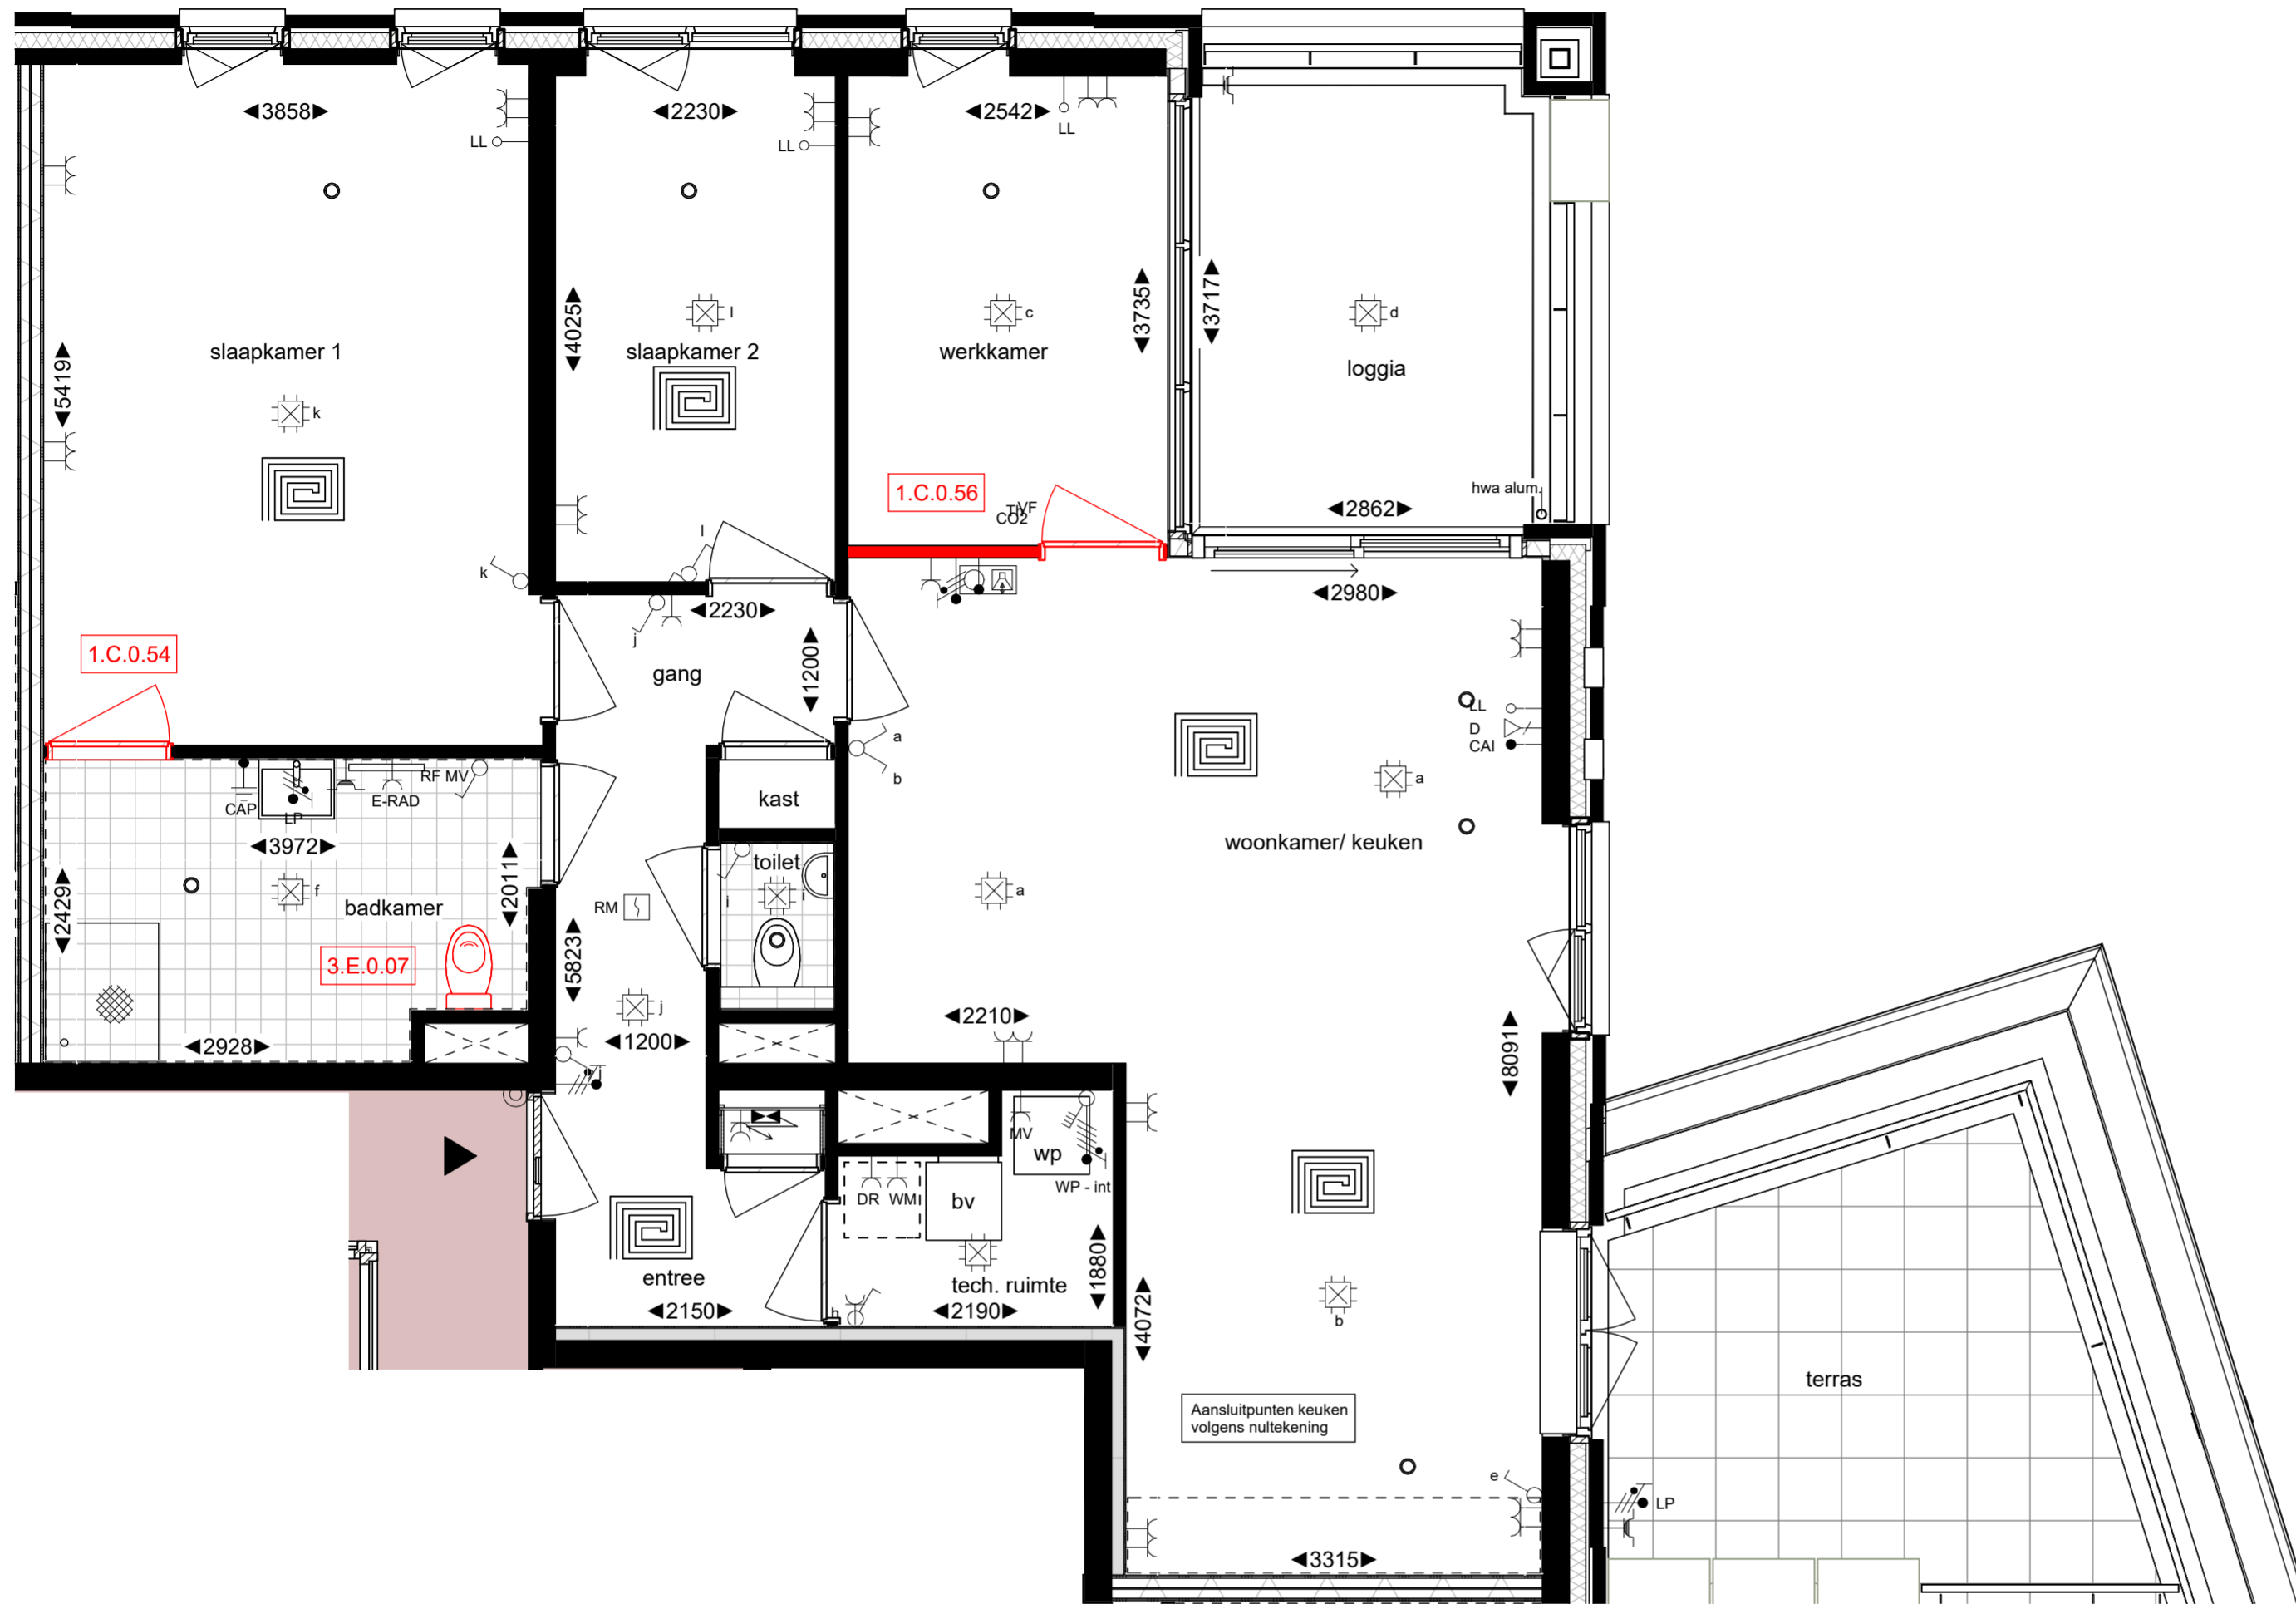 3858
2230
2542
LL
LL
LL
4025
3735
3717
l
c
d
slaapkamer 1
slaapkamer 2
werkkamer
loggia
5419
k
1.C.0.56
hwa alum.
2862
VF
CO2
l
k
2230
2980
j
1.C.0.54
gang
1200
LL
D
CAI
a
b
RF MV
E-RAD
CAP
LP
kast
a
3972
2011
toilet
woonkamer/ keuken
2429
f
badkamer
RM
i
i
a
3.E.0.07
5823
j
2210
2928
1200
8091
MV
wp
WP - int
DR
WM
bv
entree
tech. ruimte
1880
2150
h
2190
4072
b
terras
Aansluitpunten keuken
volgens nultekening
e
LP
3315